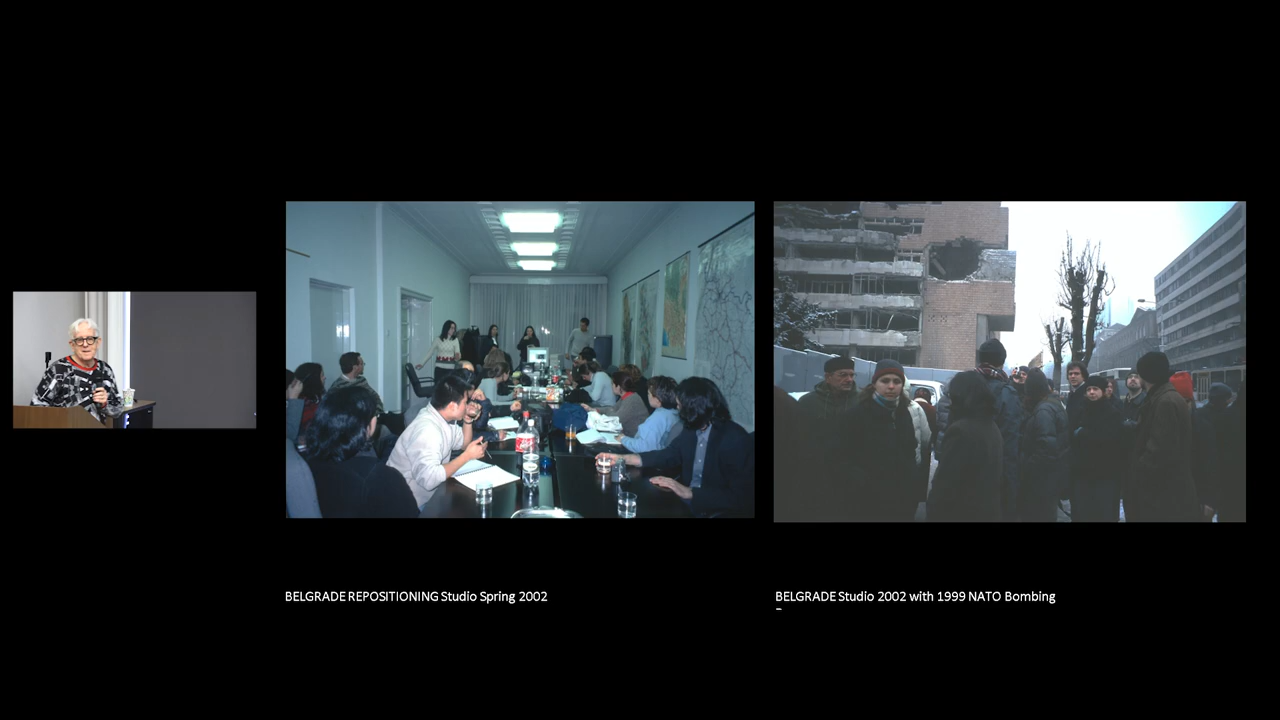 BELGRADE REPOSITIONING Studio Spring 2002
BELGRADE Studio 2002 with 1999 NATO Bombing